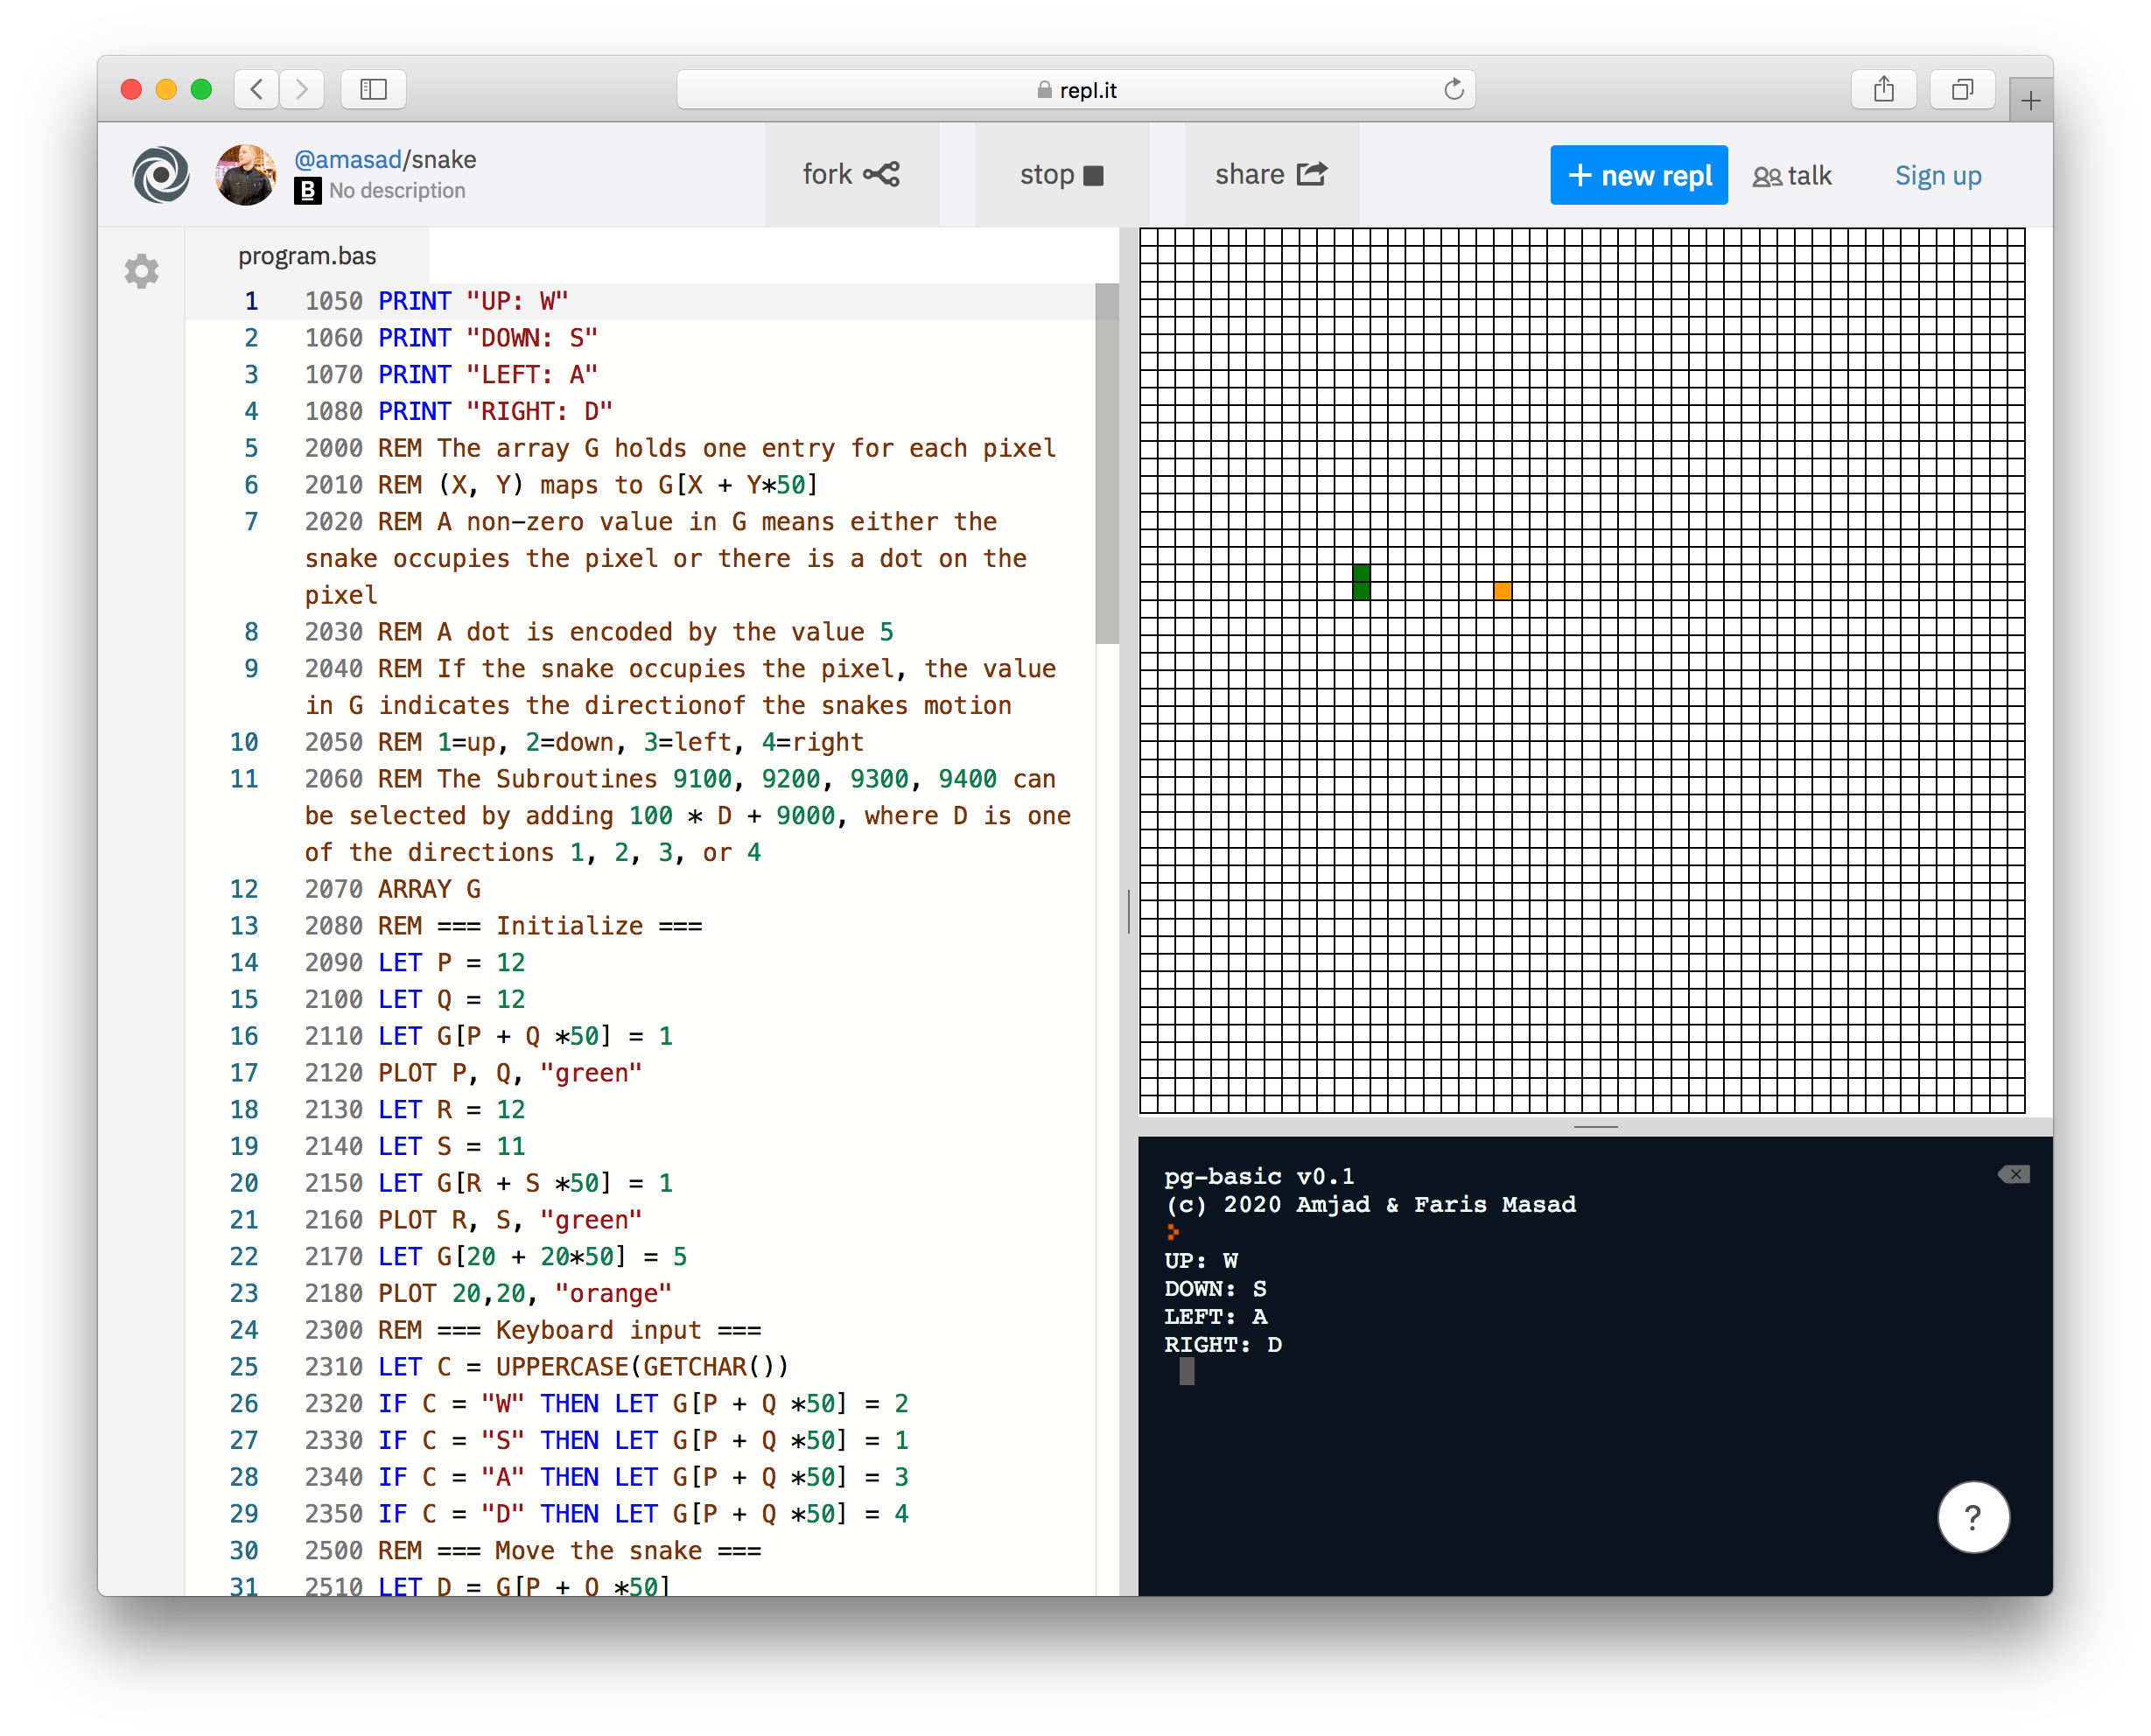 repl.it
@amasad/snake
B No description
fork
stop
share
+ new repl
talk
Sign up
program.bas
1 1050 PRINT "UP: W"
2 1060 PRINT "DOWN: S"
3 1070 PRINT "LEFT: A"
4 1080 PRINT "RIGHT: D"
5 2000 REM The array G holds one entry for each pixel
6 2010 REM (X, Y) maps to G[X + Y*50]
7 2020 REM A non-zero value in G means either the
snake occupies the pixel or there is a dot on the
pixel
8 2030 REM A dot is encoded by the value 5
9 2040 REM If the snake occupies the pixel, the value
in G indicates the directionof the snakes motion
10 2050 REM 1=up, 2=down, 3=left, 4=right
11 2060 REM The Subroutines 9100, 9200, 9300, 9400 can
be selected by adding 100 * D + 9000, where D is one
of the directions 1, 2, 3, or 4
12 2070 ARRAY G
13 2080 REM === Initialize ===
14 2090 LET P = 12
15 2100 LET Q = 12
16 2110 LET G[P + Q *50] = 1
17 2120 PLOT P, Q, "green"
18 2130 LET R = 12
19 2140 LET S = 11
20 2150 LET G[R + S *50] = 1
21 2160 PLOT R, S, "green"
22 2170 LET G[20 + 20*50] = 5
23 2180 PLOT 20,20, "orange"
24 2300 REM === Keyboard input ===
25 2310 LET C = UPPERCASE(GETCHAR())
26 2320 IF C = "W" THEN LET G[P + Q *50] = 2
27 2330 IF C = "S" THEN LET G[P + Q *50] = 1
28 2340 IF C = "A" THEN LET G[P + Q *50] = 3
29 2350 IF C = "D" THEN LET G[P + Q *50] = 4
30 2500 REM === Move the snake ===
31 2510 LET D = G[P + Q *50]
pg-basic v0.1
(c) 2020 Amjad & Faris Masad
>
UP: W
DOWN: S
LEFT: A
RIGHT: D
?